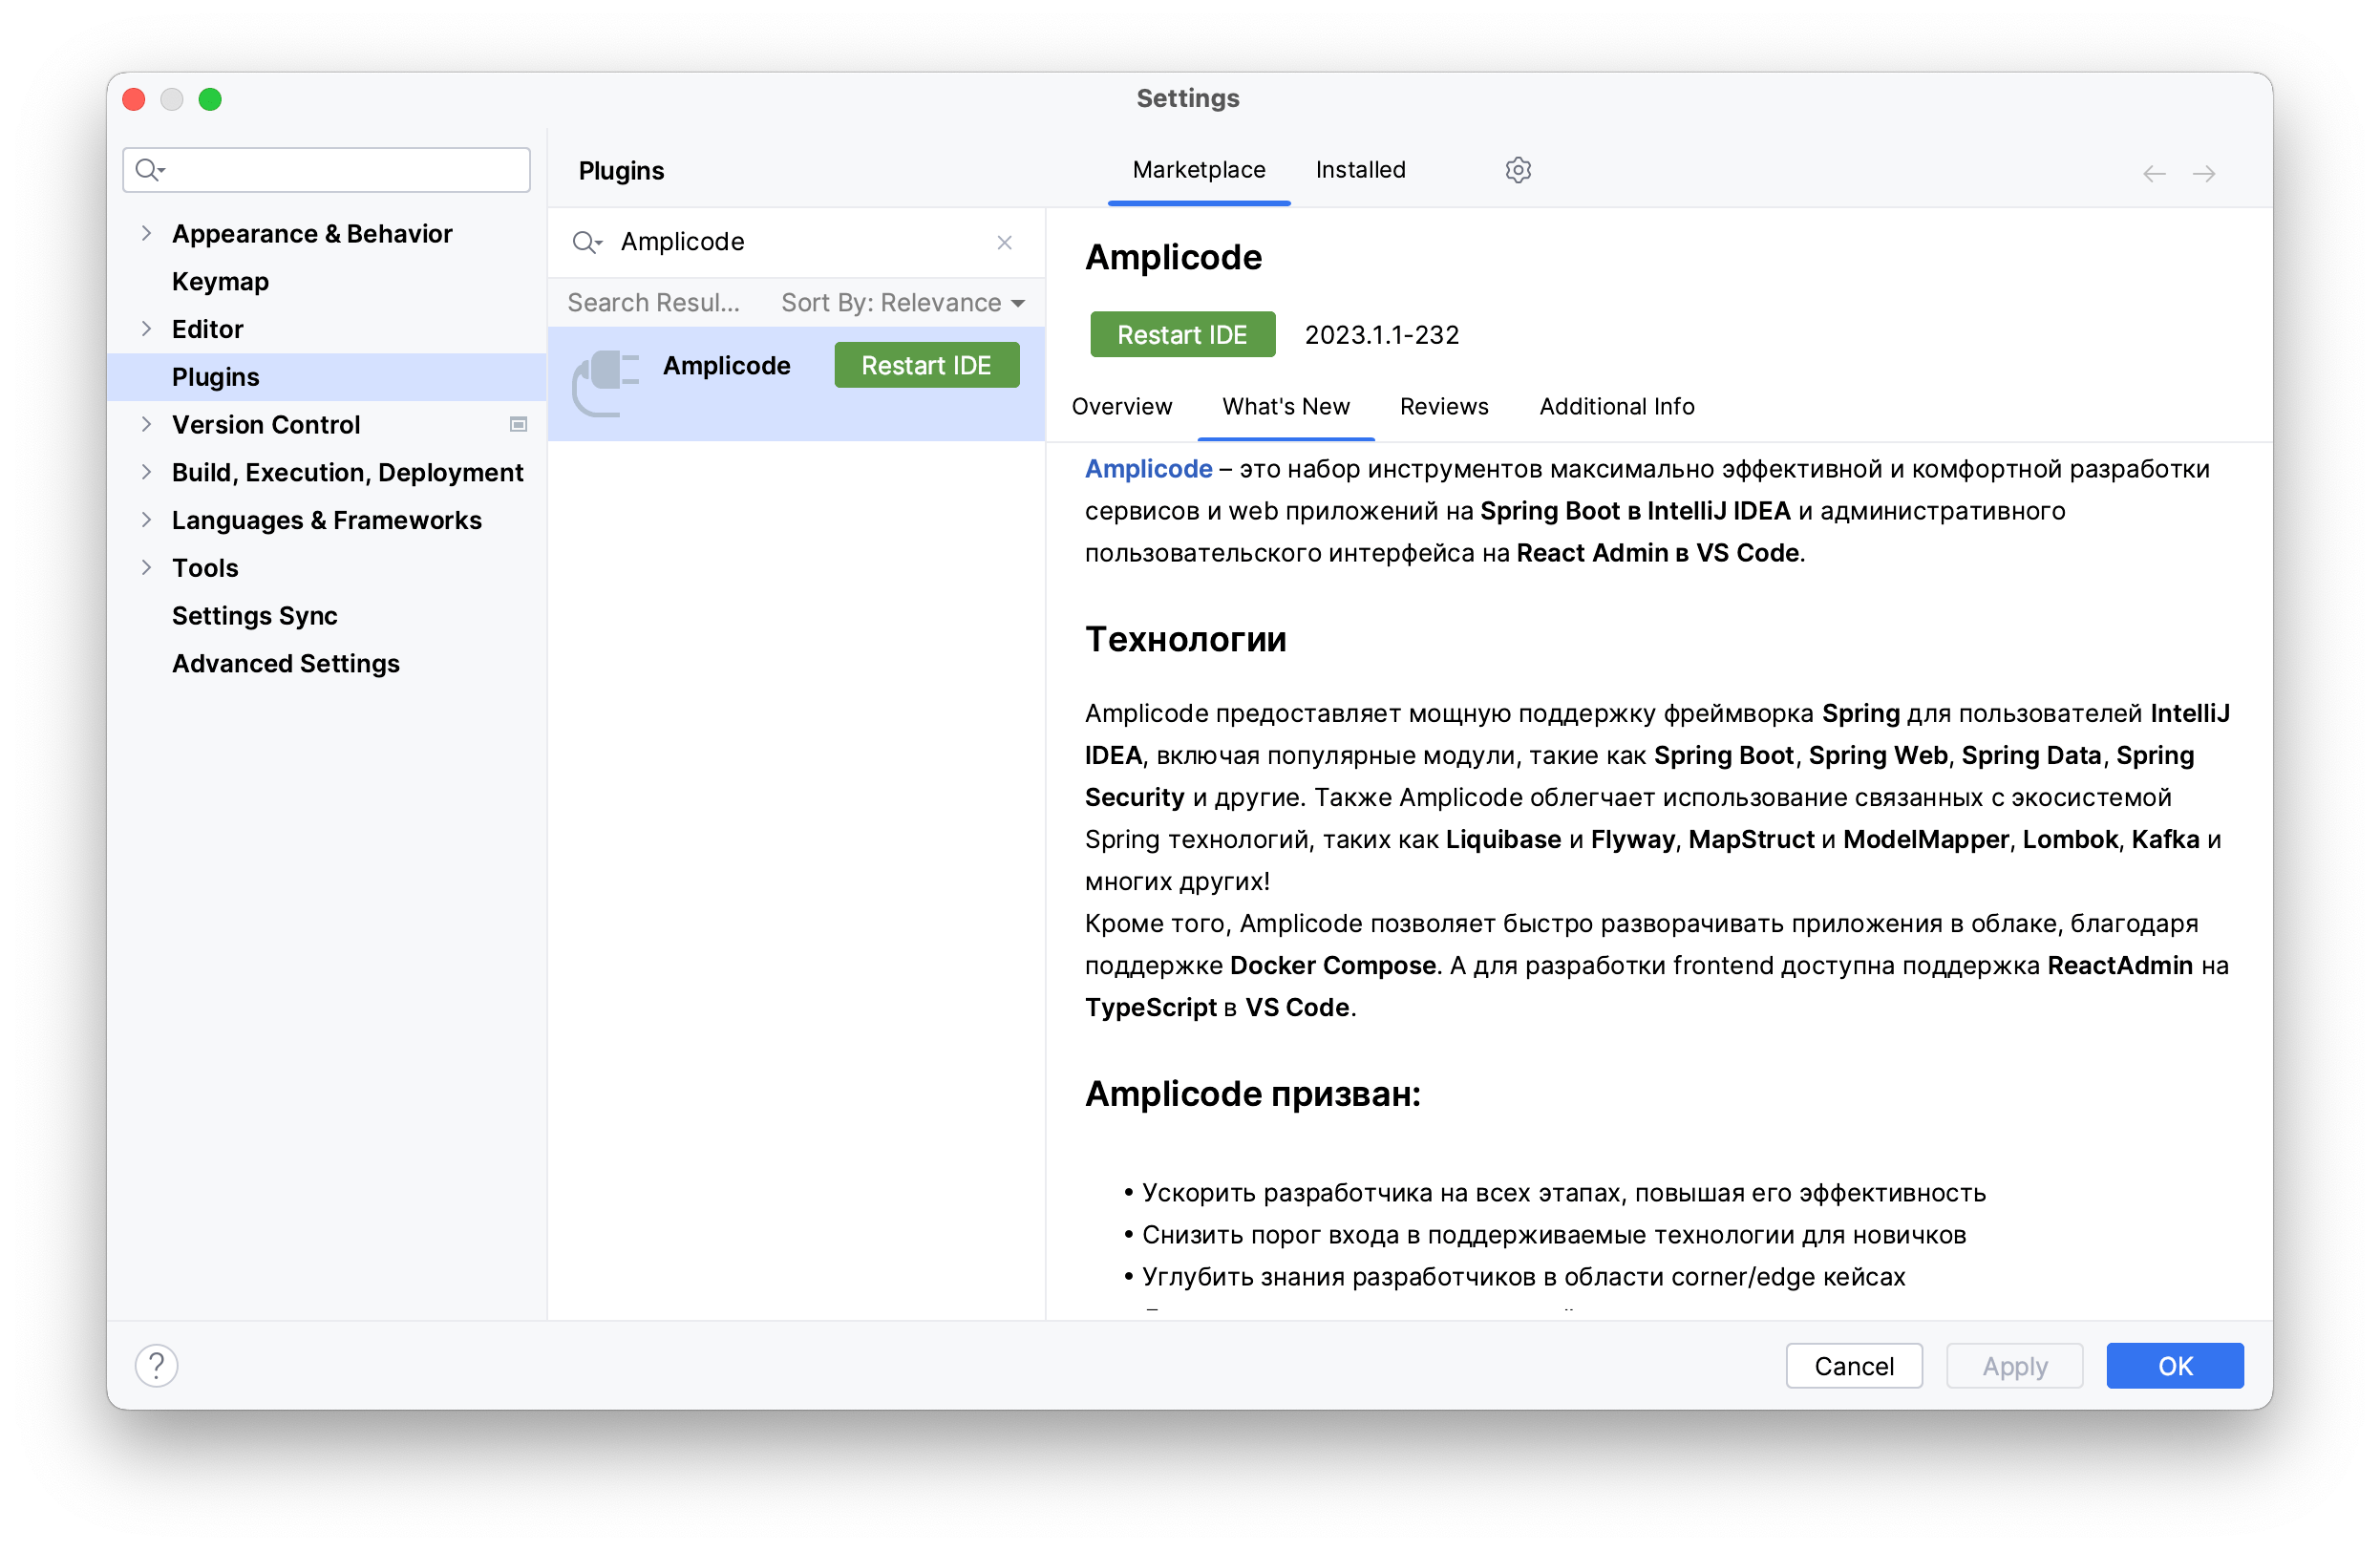 Settings
Appearance & Behavior
Keymap
Editor
Plugins
Version Control
Build, Execution, Deployment
Languages & Frameworks
Tools
Settings Sync
Advanced Settings
Plugins
Marketplace
Installed
Amplicode
Search Resul...
Sort By: Relevance
Amplicode
Restart IDE
Amplicode
Restart IDE
2023.1.1-232
Overview
What's New
Reviews
Additional Info
Amplicode – это набор инструментов максимально эффективной и комфортной разработки
сервисов и web приложений на Spring Boot в IntelliJ IDEA и административного
пользовательского интерфейса на React Admin в VS Code.
Технологии
Amplicode предоставляет мощную поддержку фреймворка Spring для пользователей IntelliJ
IDEA, включая популярные модули, такие как Spring Boot, Spring Web, Spring Data, Spring
Security и другие. Также Amplicode облегчает использование связанных с экосистемой
Spring технологий, таких как Liquibase и Flyway, MapStruct и ModelMapper, Lombok, Kafka и
многих других!
Кроме того, Amplicode позволяет быстро разворачивать приложения в облаке, благодаря
поддержке Docker Compose. А для разработки frontend доступна поддержка ReactAdmin на
TypeScript в VS Code.
Amplicode призван:
• Ускорить разработчика на всех этапах, повышая его эффективность
• Снизить порог входа в поддерживаемые технологии для новичков
• Углубить знания разработчиков в области corner/edge кейсах
?
Cancel
Apply
OK